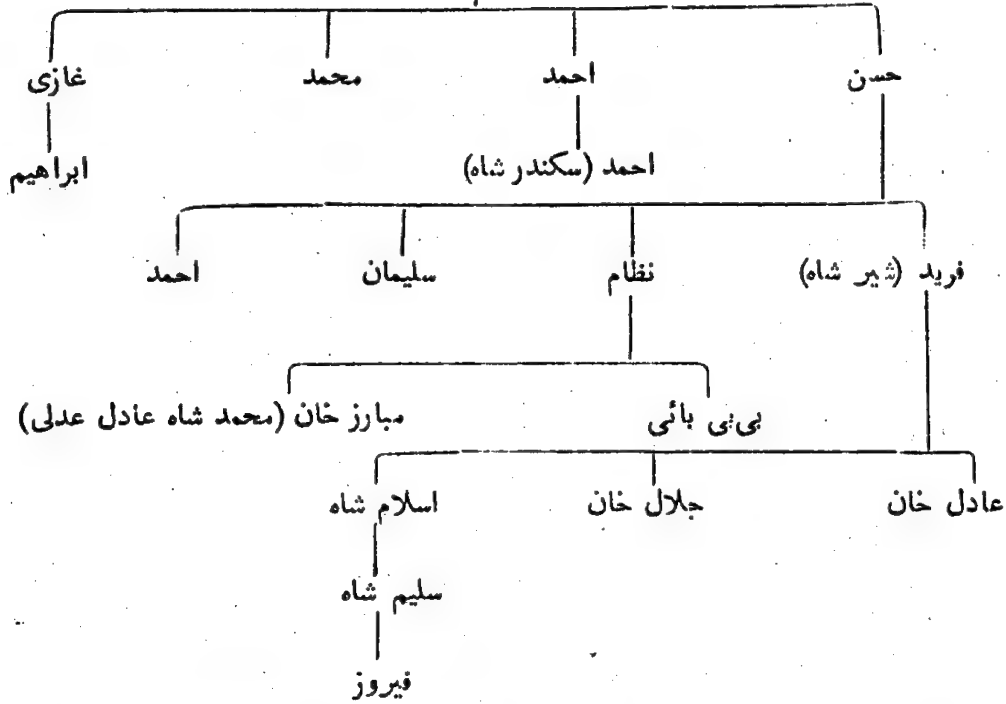 حسن احمد محمد غازی
احمد (سکندر شاه) ابراهیم
فرید (شیر شاه) نظام سلیمان احمد
بی‌بی بائی مبارز خان (محمد شاه عادل عدلی)
عادل خان جلال خان اسلام شاه
سلیم شاه
فیروز